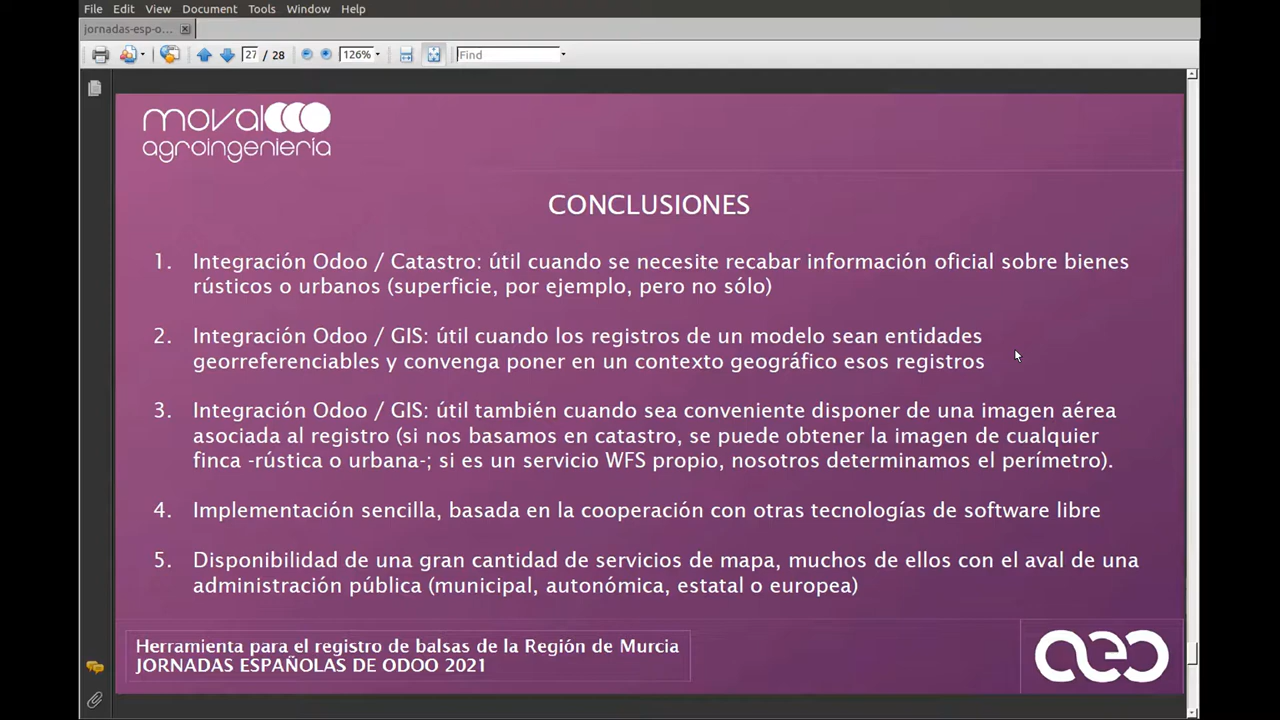 File Edit View Document Tools Window Help
jornadas-esp-o...
27 / 28 126% Find
moval
agroingeniería
CONCLUSIONES
1. Integración Odoo / Catastro: útil cuando se necesite recabar información oficial sobre bienes
rústicos o urbanos (superficie, por ejemplo, pero no sólo)
2. Integración Odoo / GIS: útil cuando los registros de un modelo sean entidades
georreferenciables y convenga poner en un contexto geográfico esos registros
3. Integración Odoo / GIS: útil también cuando sea conveniente disponer de una imagen aérea
asociada al registro (si nos basamos en catastro, se puede obtener la imagen de cualquier
finca -rústica o urbana-; si es un servicio WFS propio, nosotros determinamos el perímetro).
4. Implementación sencilla, basada en la cooperación con otras tecnologías de software libre
5. Disponibilidad de una gran cantidad de servicios de mapa, muchos de ellos con el aval de una
administración pública (municipal, autonómica, estatal o europea)
Herramienta para el registro de balsas de la Región de Murcia
JORNADAS ESPAÑOLAS DE ODOO 2021
aeo